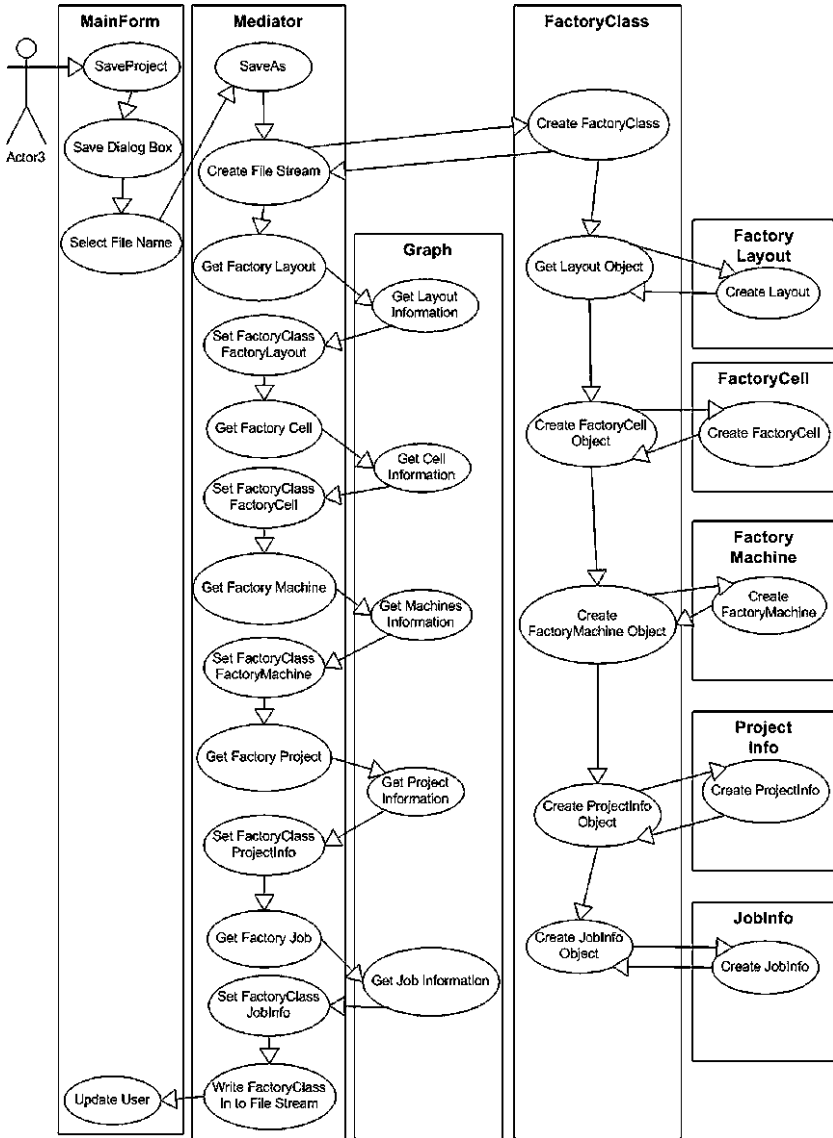 MainForm
SaveProject
Save Dialog Box
Select File Name
Update User
Actor3
Mediator
SaveAs
Create File Stream
Get Factory Layout
Set FactoryClass
FactoryLayout
Get Factory Cell
Set FactoryClass
FactoryCell
Get Factory Machine
Set FactoryClass
FactoryMachine
Get Factory Project
Set FactoryClass
ProjectInfo
Get Factory Job
Set FactoryClass
JobInfo
Write FactoryClass
In to File Stream
Graph
Get Layout
Information
Get Cell
Information
Get Machines
Information
Get Project
Information
Get Job Information
FactoryClass
Create FactoryClass
Get Layout Object
Create FactoryCell
Object
Create
FactoryMachine Object
Create ProjectInfo
Object
Create JobInfo
Object
Factory
Layout
Create Layout
FactoryCell
Create FactoryCell
Factory
Machine
Create
FactoryMachine
Project
Info
Create ProjectInfo
JobInfo
Create JobInfo